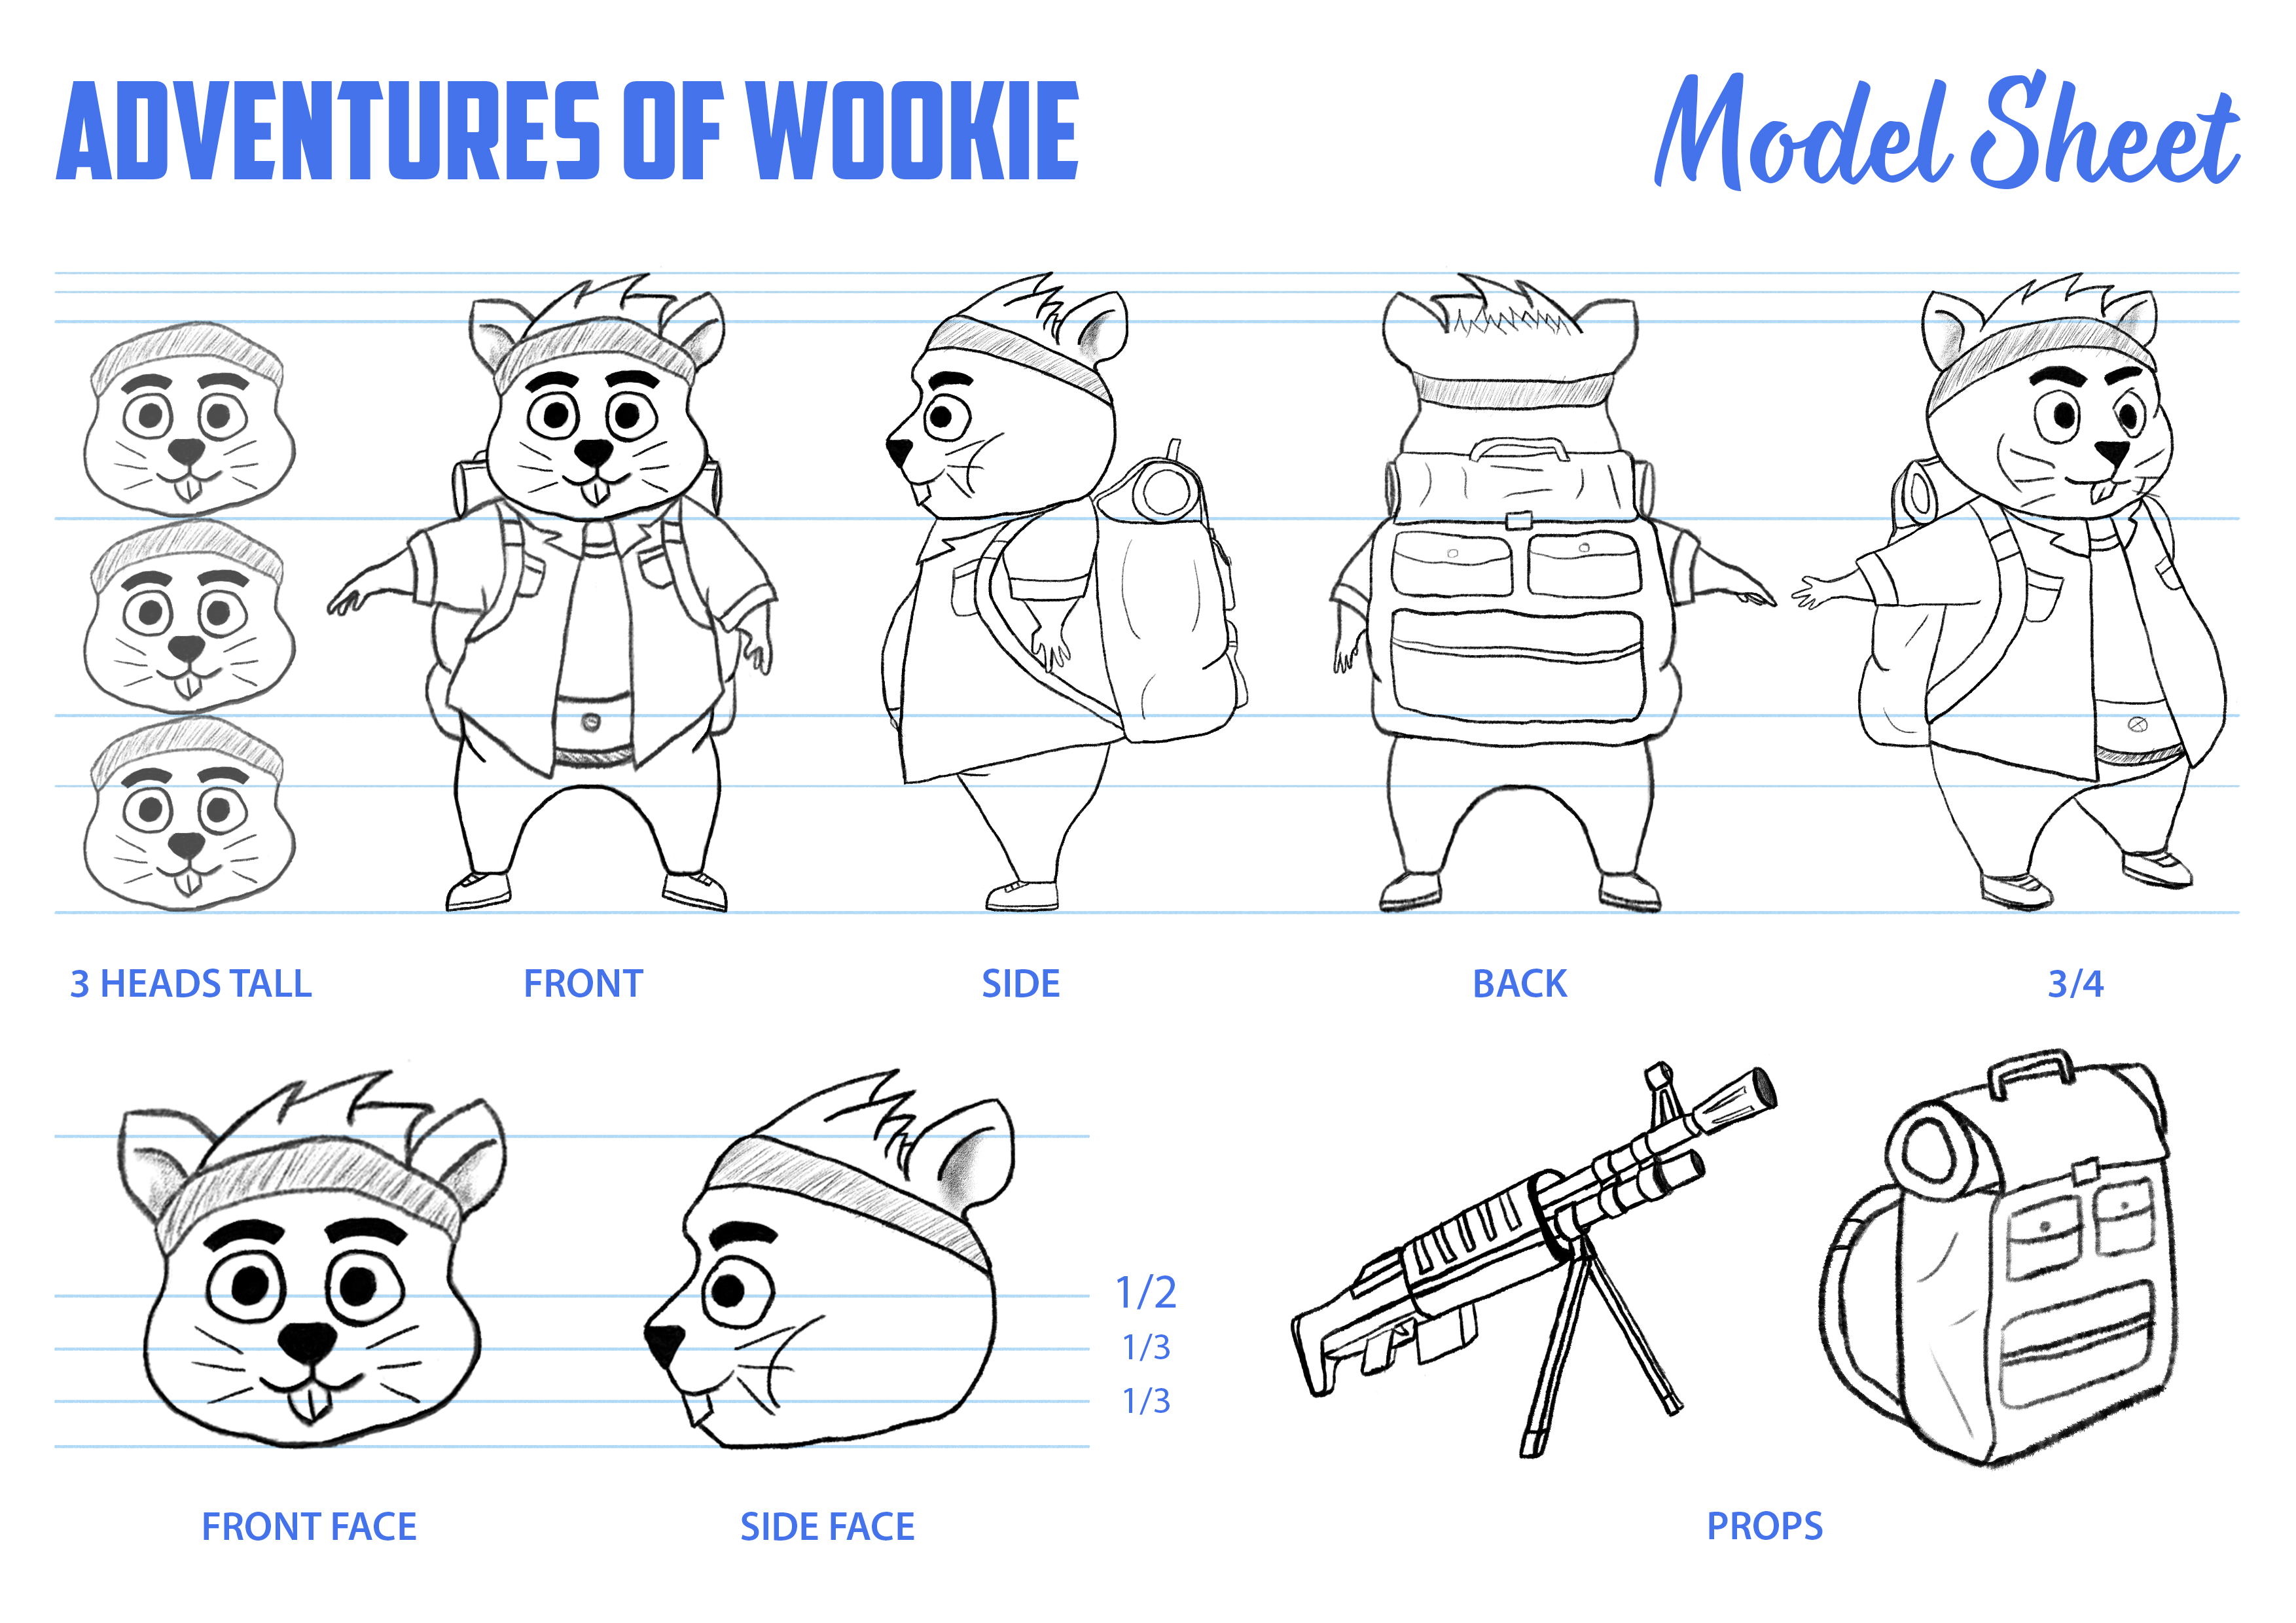 ADVENTURES OF WOOKIE
Model Sheet
3 HEADS TALL
FRONT
SIDE
BACK
3/4
1/2
1/3
1/3
FRONT FACE
SIDE FACE
PROPS